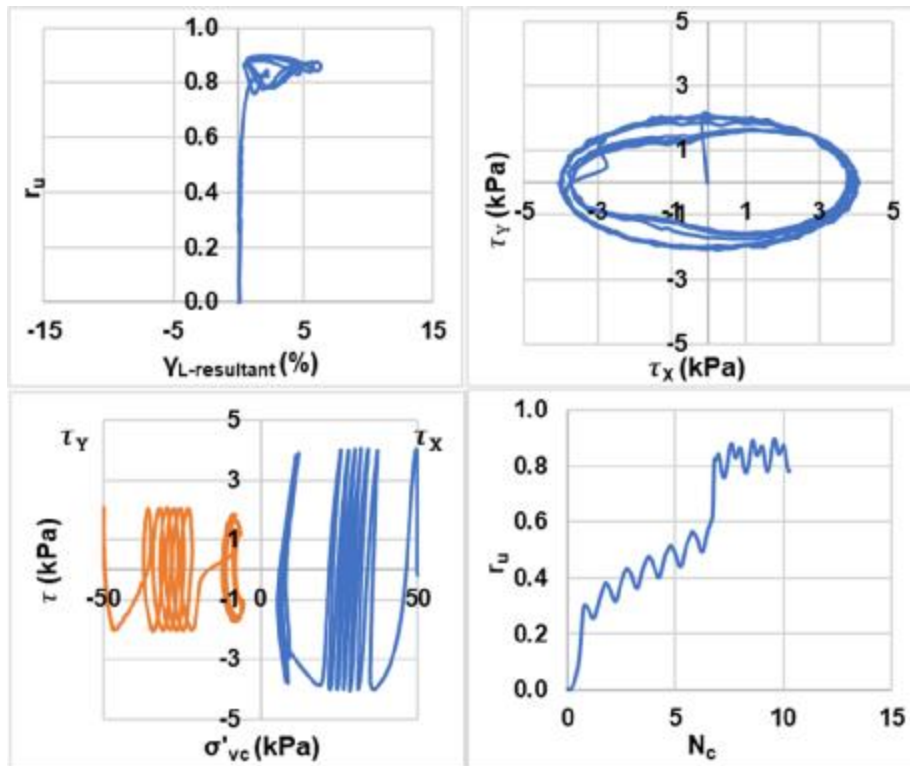 1.0
0.8
0.6
0.4
0.2
0.0
r_u
-15 -5 5 15
γ_L-resultant (%)
5
3
1
-5 -3 -1 1 3 5
-1
-3
-5
τ_Y (kPa)
τ_X (kPa)
5
τ_Y τ_X
3
1
τ (kPa)
-50 -1 0 50
-3
-5
σ'_vc (kPa)
1.0
0.8
0.6
0.4
0.2
0.0
r_u
0 5 10 15
N_c